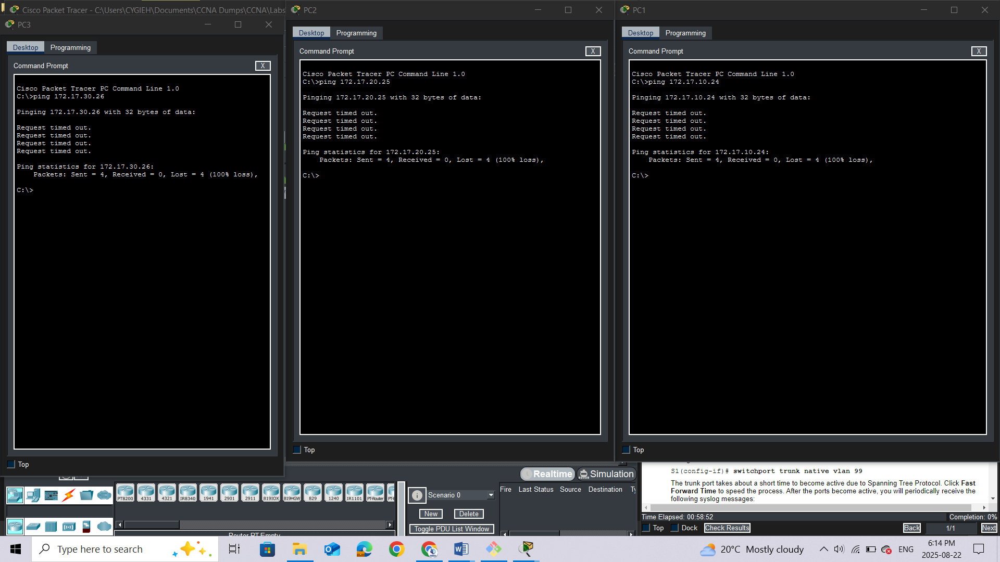 Cisco Packet Tracer - C:\Users\CYGIEH\Documents\CCNA Dumps\CCNA\Labs
PC3
Desktop
Programming
Command Prompt
X
Cisco Packet Tracer PC Command Line 1.0
C:\>ping 172.17.30.26
Pinging 172.17.30.26 with 32 bytes of data:
Request timed out.
Request timed out.
Request timed out.
Request timed out.
Ping statistics for 172.17.30.26:
Packets: Sent = 4, Received = 0, Lost = 4 (100% loss),
C:\>
Top
PC2
Desktop
Programming
Command Prompt
X
Cisco Packet Tracer PC Command Line 1.0
C:\>ping 172.17.20.25
Pinging 172.17.20.25 with 32 bytes of data:
Request timed out.
Request timed out.
Request timed out.
Request timed out.
Ping statistics for 172.17.20.25:
Packets: Sent = 4, Received = 0, Lost = 4 (100% loss),
C:\>
Top
PC1
Desktop
Programming
Command Prompt
X
Cisco Packet Tracer PC Command Line 1.0
C:\>ping 172.17.10.24
Pinging 172.17.10.24 with 32 bytes of data:
Request timed out.
Request timed out.
Request timed out.
Request timed out.
Ping statistics for 172.17.10.24:
Packets: Sent = 4, Received = 0, Lost = 4 (100% loss),
C:\>
Top
Realtime
Simulation
PT8200
4331
4321
IR8340
1941
2901
2911
819IOX
819HGW
829
1240
IR1101
PT-Router
Router PT Empty
Scenario 0
New
Delete
Toggle PDU List Window
Fire Last Status Source Destination
S1(config-if)# switchport trunk native vlan 99
The trunk port takes about a short time to become active due to Spanning Tree Protocol. Click Fast
Forward Time to speed the process. After the ports become active, you will periodically receive the
following syslog messages:
Time Elapsed: 00:58:52
Completion: 0%
Top
Dock
Check Results
Back
1/1
Next
Type here to search
20°C Mostly cloudy
ENG
6:14 PM
2025-08-22